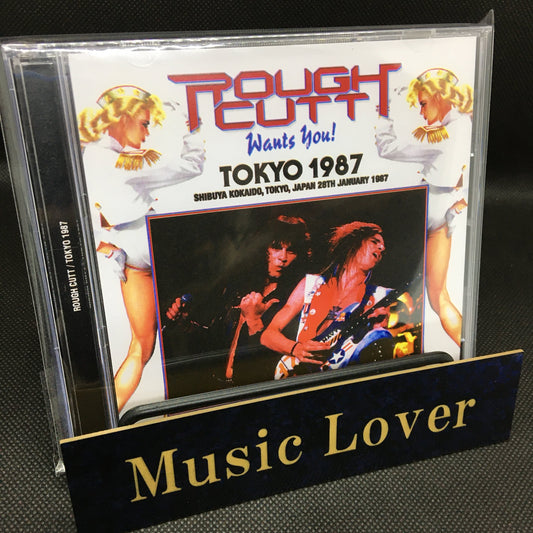 ROUGH
CUTT
Wants You!
TOKYO 1987
SHIBUYA KOKAIDO, TOKYO, JAPAN 28TH JANUARY 1987
ROUGH CUTT / TOKYO 1987
Music Lover